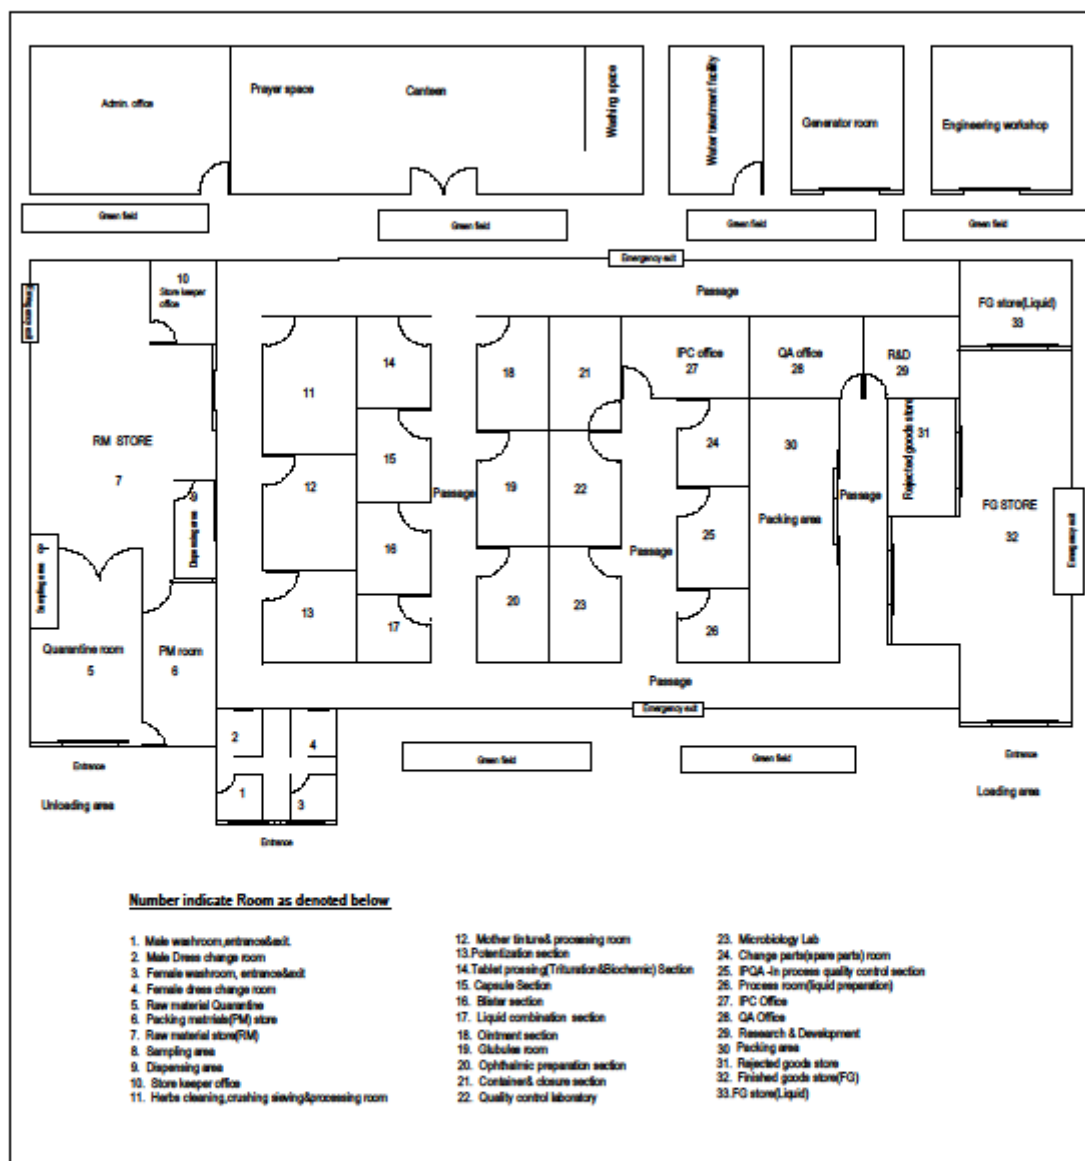 Admin. office
Prayer space
Canteen
Washing space
Water treatment facility
Generator room
Engineering workshop
Green field
Green field
Green field
Green field
Emergency exit
Emergency exit
10
Store keeper
office
Passage
FG store(Liquid)
33
14
18
21
IPC office
27
QA office
28
R&D
29
11
RM STORE
7
15
24
30
Rejected goods store
31
12
9
Dispensing area
Passage
19
22
Packing area
Passage
FG STORE
32
Emergency exit
8
Sampling area
16
Passage
25
13
17
20
23
26
Quarantine room
5
PM room
6
Passage
Emergency exit
2
4
Green field
Green field
Entrance
Entrance
Unloading area
1
3
Loading area
Entrance
Number indicate Room as denoted below
1. Male washroom,entrance&exit.
2. Male Dress change room
3. Female washroom, entrance&exit
4. Female dress change room
5. Raw material Quarantine
6. Packing matrials(PM) store
7. Raw material store(RM)
8. Sampling area
9. Dispensing area
10. Store keeper office
11. Herbs cleaning,crushing sieving&processing room
12. Mother tinture& processing room
13.Potentization section
14.Tablet prossing(Trituration&Biochemic) Section
15. Capsule Section
16. Blister section
17. Liquid combination section
18. Ointment section
19. Globules room
20. Ophthalmic preparation section
21. Container& closure section
22. Quality control laboratory
23. Microbiology Lab
24. Change parts(spare parts) room
25. IPQA -In process quality control section
26. Process room(liquid preparation)
27. IPC Office
28. QA Office
29. Research & Development
30 Packing area
31. Rejected goods store
32. Finished goods store(FG)
33.FG store(Liquid)